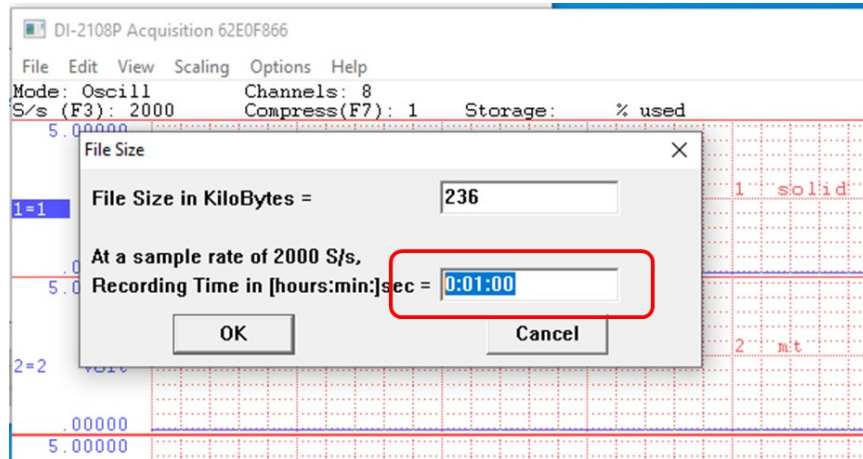 DI-2108P Acquisition 62E0F866
File Edit View Scaling Options Help
Mode: Oscill Channels: 8
S/s (F3): 2000 Compress(F7): 1 Storage: % used
5.00000
File Size
File Size in KiloBytes = 236
1 solid
1=1
At a sample rate of 2000 S/s,
.0
5.0
Recording Time in [hours:min:]sec = 0:01:00
OK Cancel
2 mt
2=2 Volt
.00000
5.00000